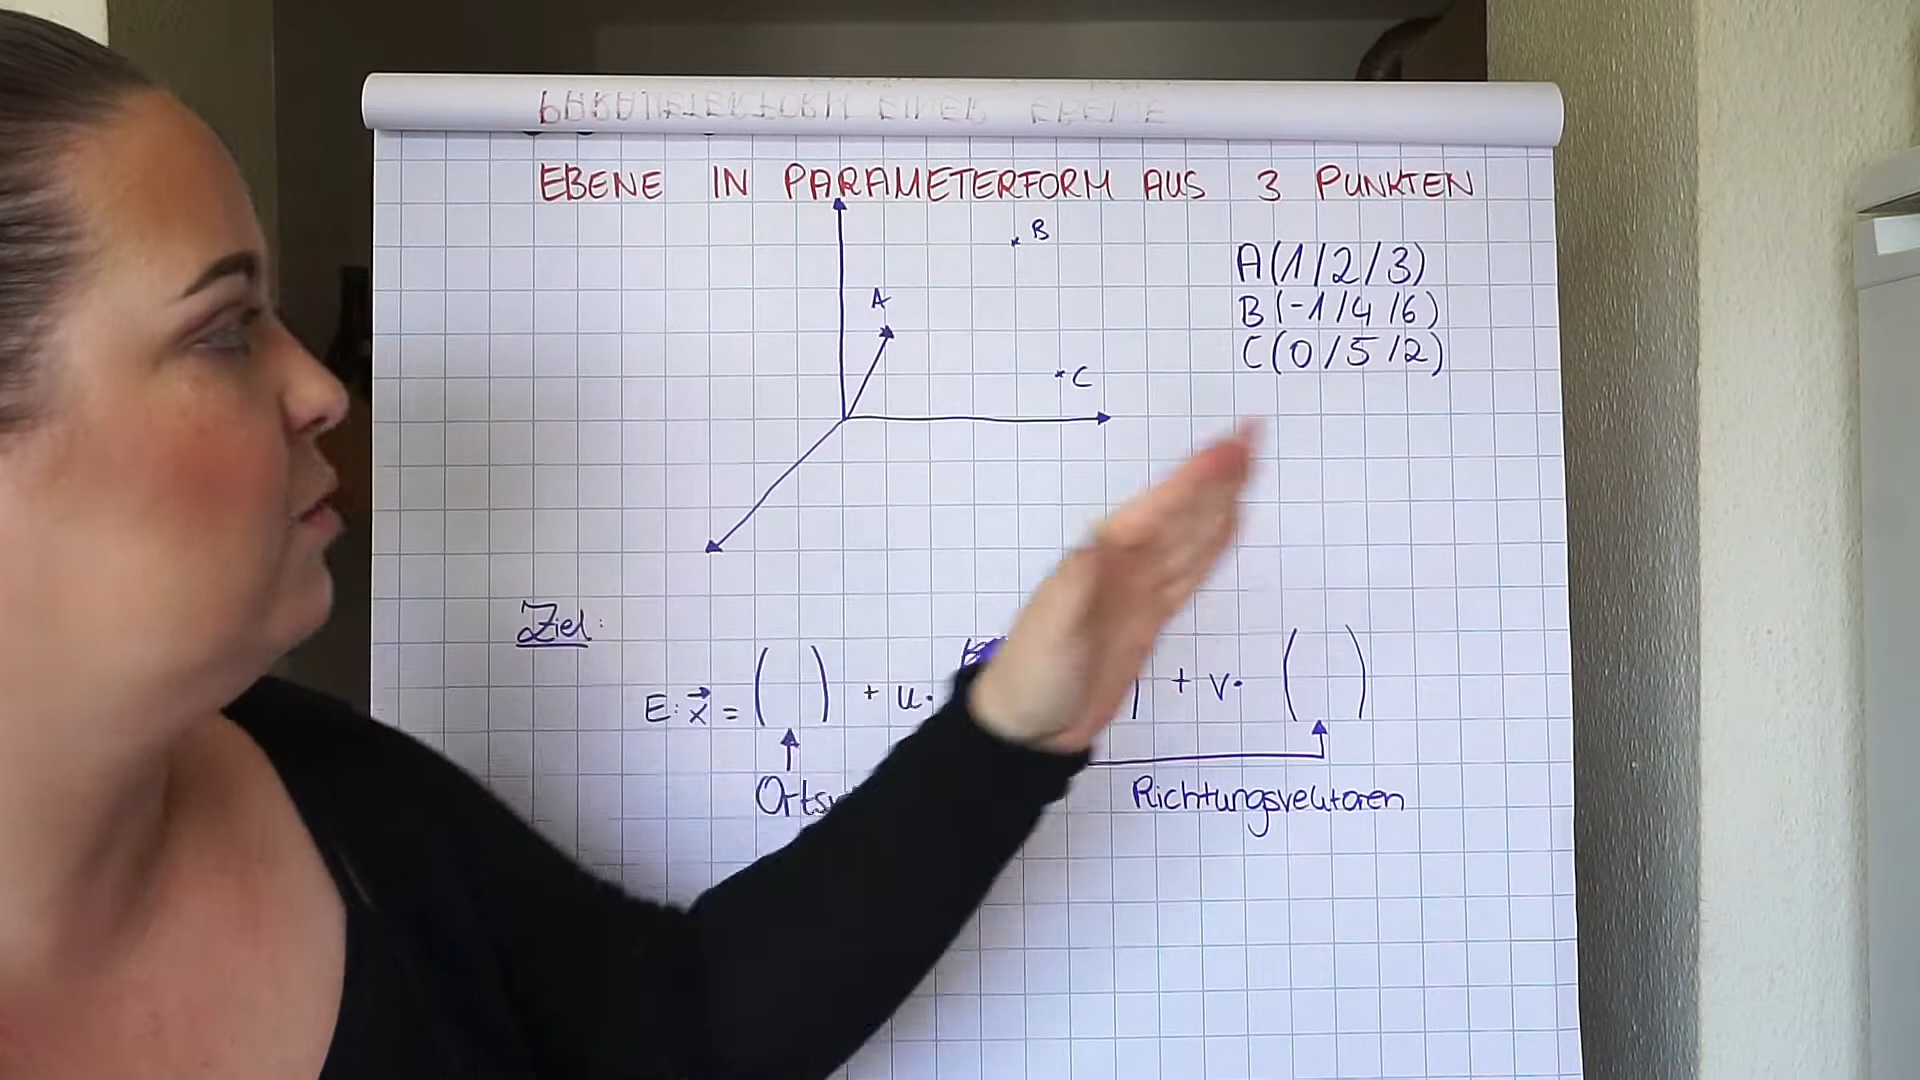 EBENE IN PARAMETERFORM AUS 3 PUNKTEN
B
A
C
A(1/2/3)
B(-1/4/6)
C(0/5/2)
Ziel:
E: x⃗ = ( ) + u· ) + v· ( )
Richtungsvektoren